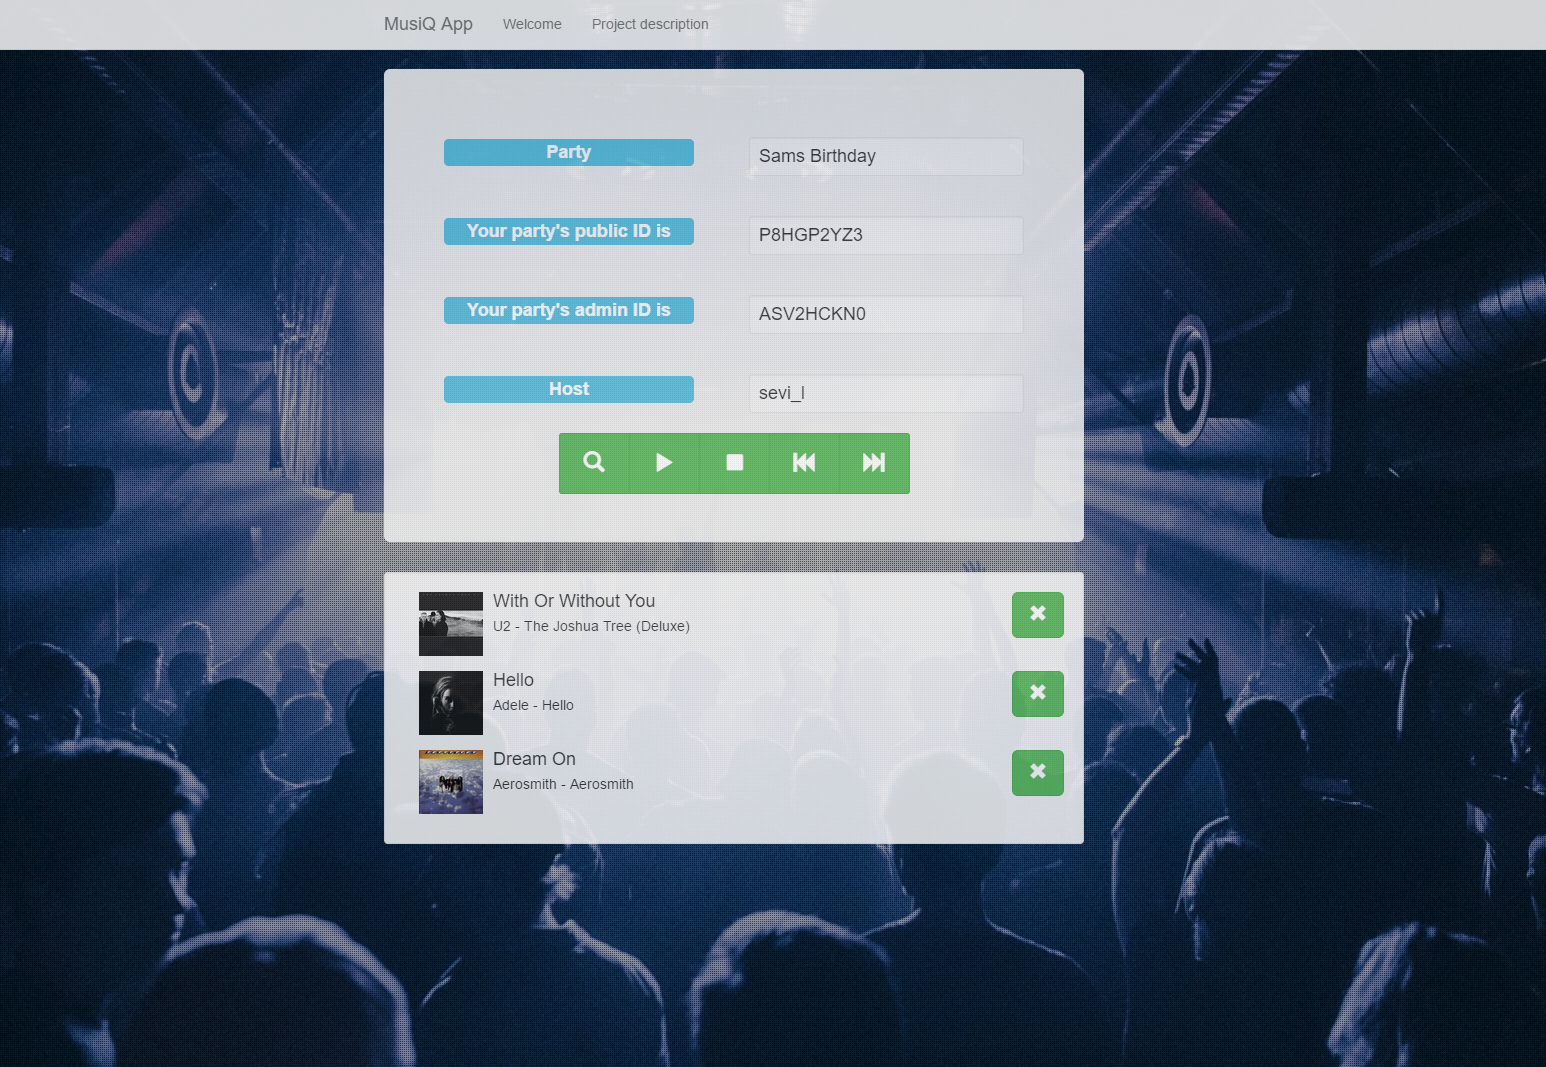 MusiQ App Welcome Project description
Party Sams Birthday
Your party's public ID is P8HGP2YZ3
Your party's admin ID is ASV2HCKN0
Host sevi_l
With Or Without You
U2 - The Joshua Tree (Deluxe)
Hello
Adele - Hello
Dream On
Aerosmith - Aerosmith